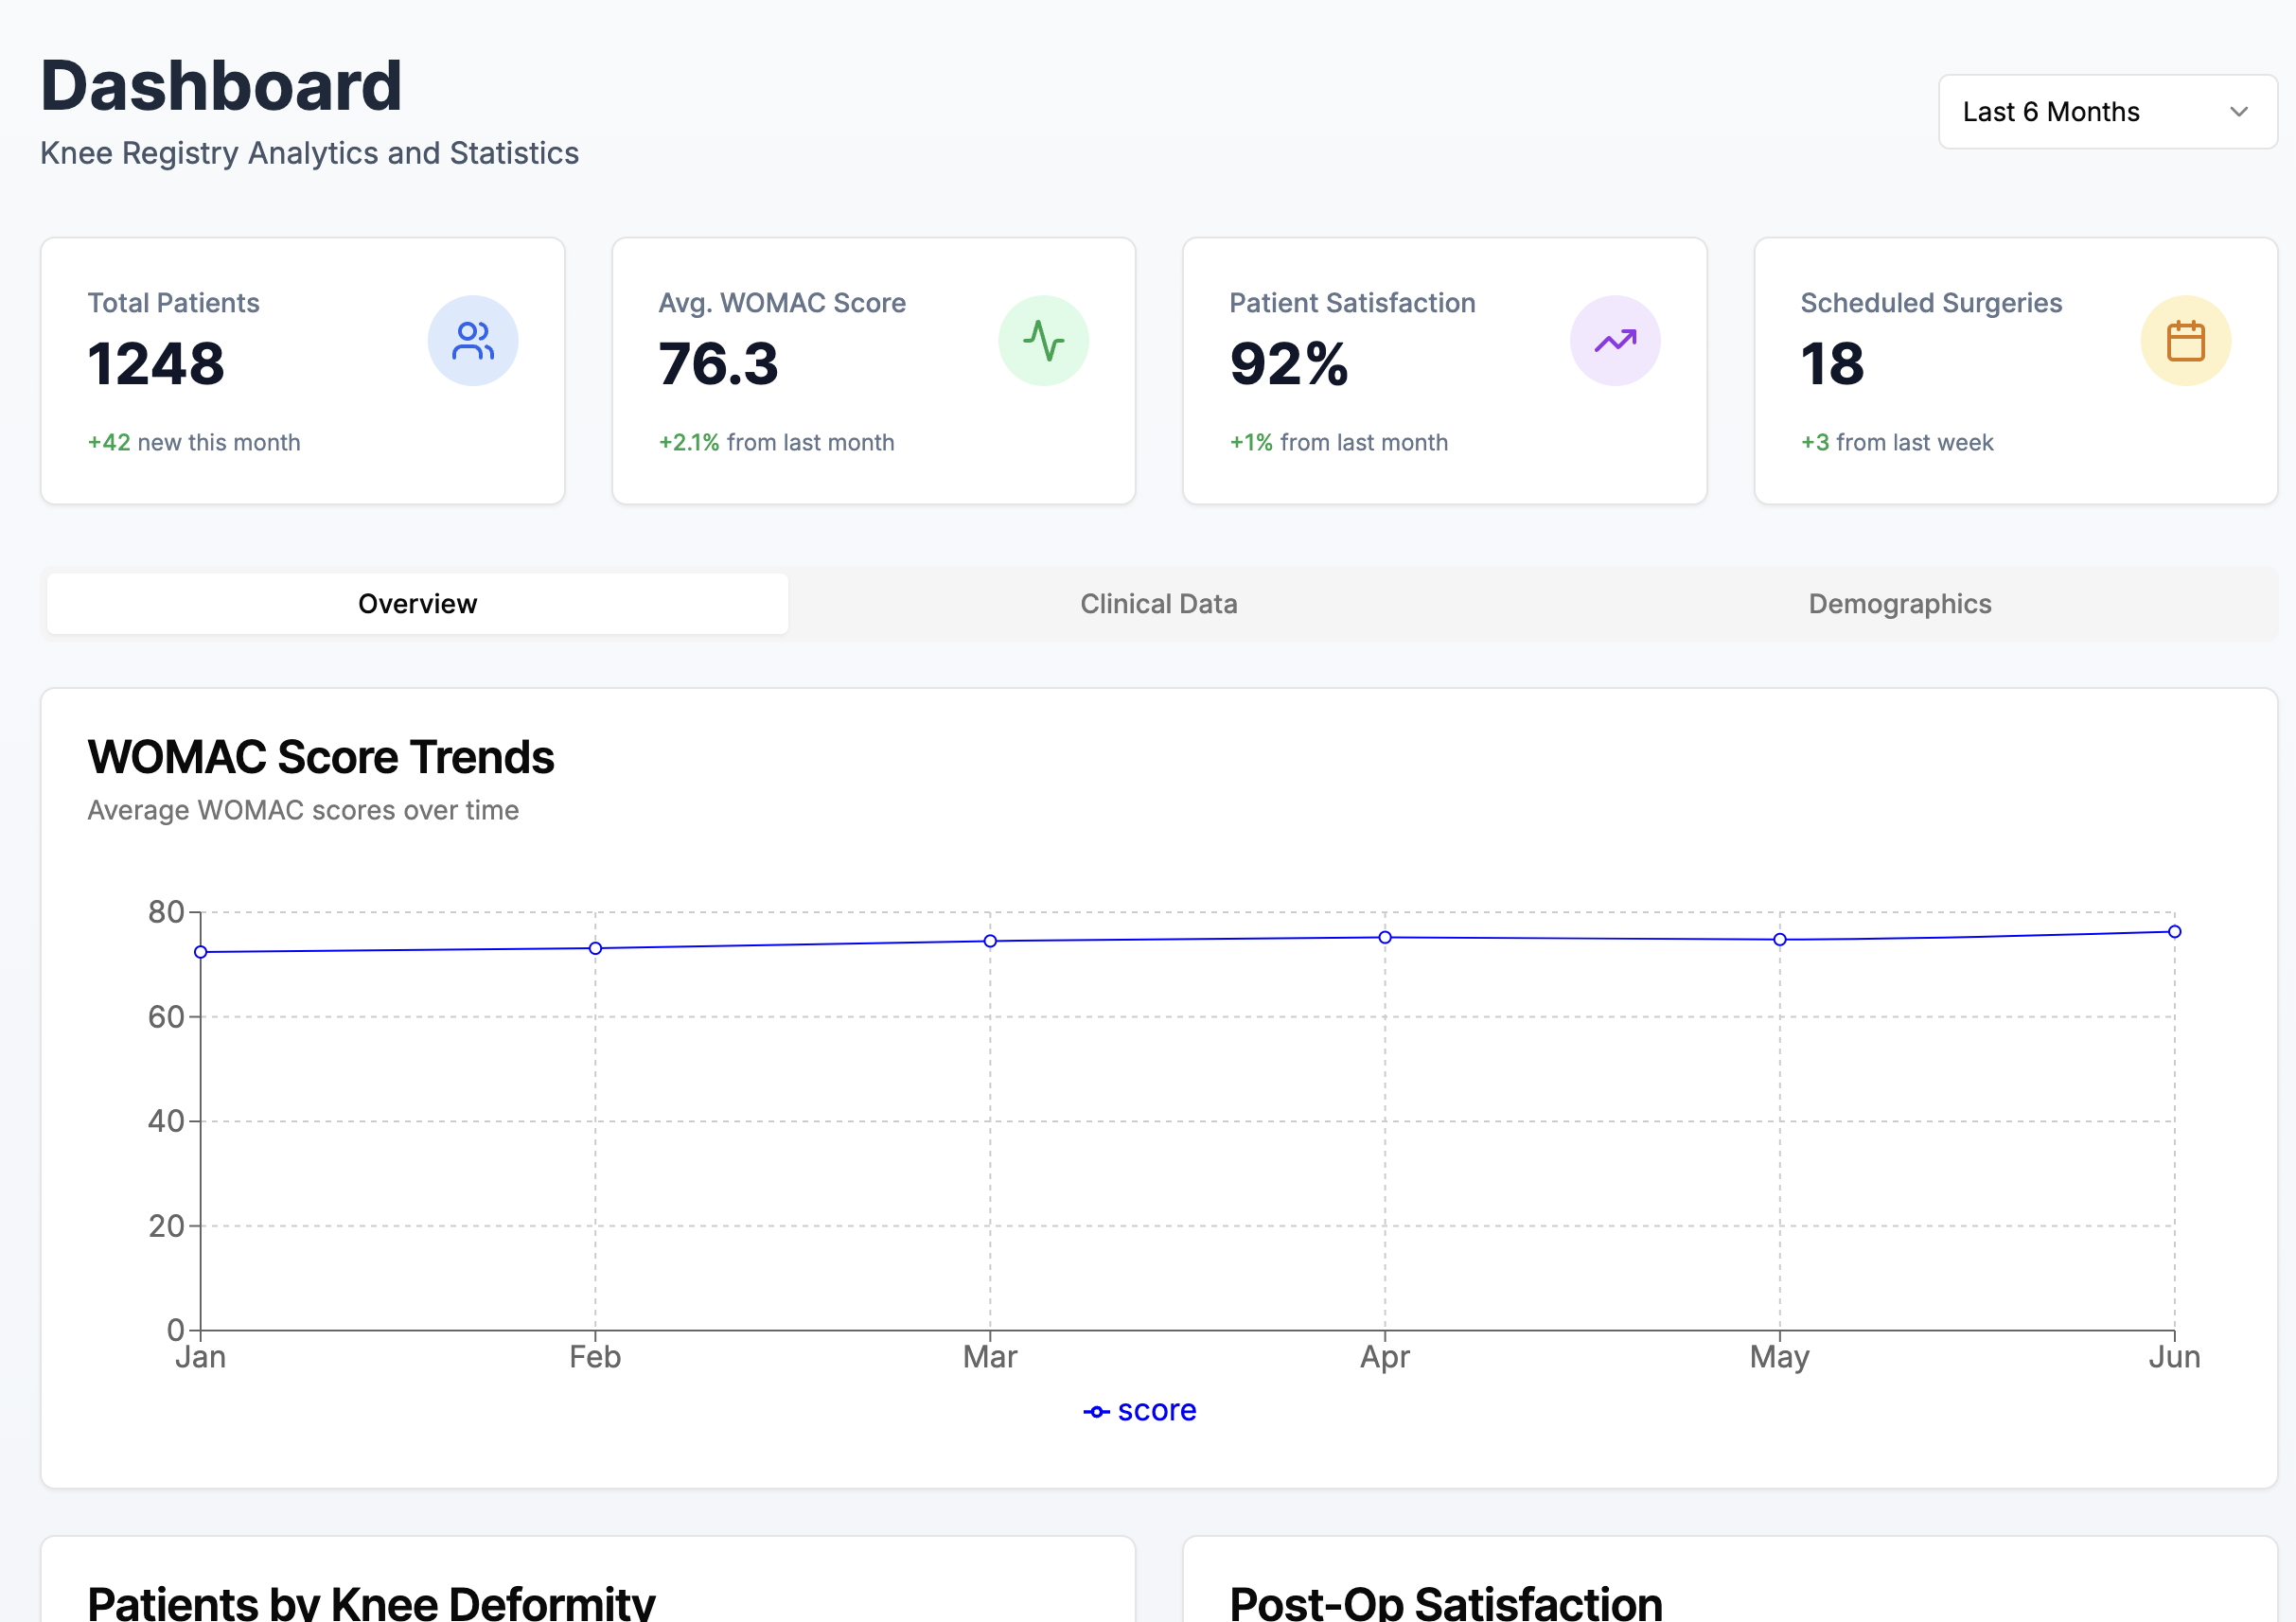 Dashboard
Knee Registry Analytics and Statistics
Last 6 Months
Total Patients
1248
+42 new this month
Avg. WOMAC Score
76.3
+2.1% from last month
Patient Satisfaction
92%
+1% from last month
Scheduled Surgeries
18
+3 from last week
Overview
Clinical Data
Demographics
WOMAC Score Trends
Average WOMAC scores over time
80
60
40
20
0
Jan Feb Mar Apr May Jun
score
Patients by Knee Deformity
Post-Op Satisfaction